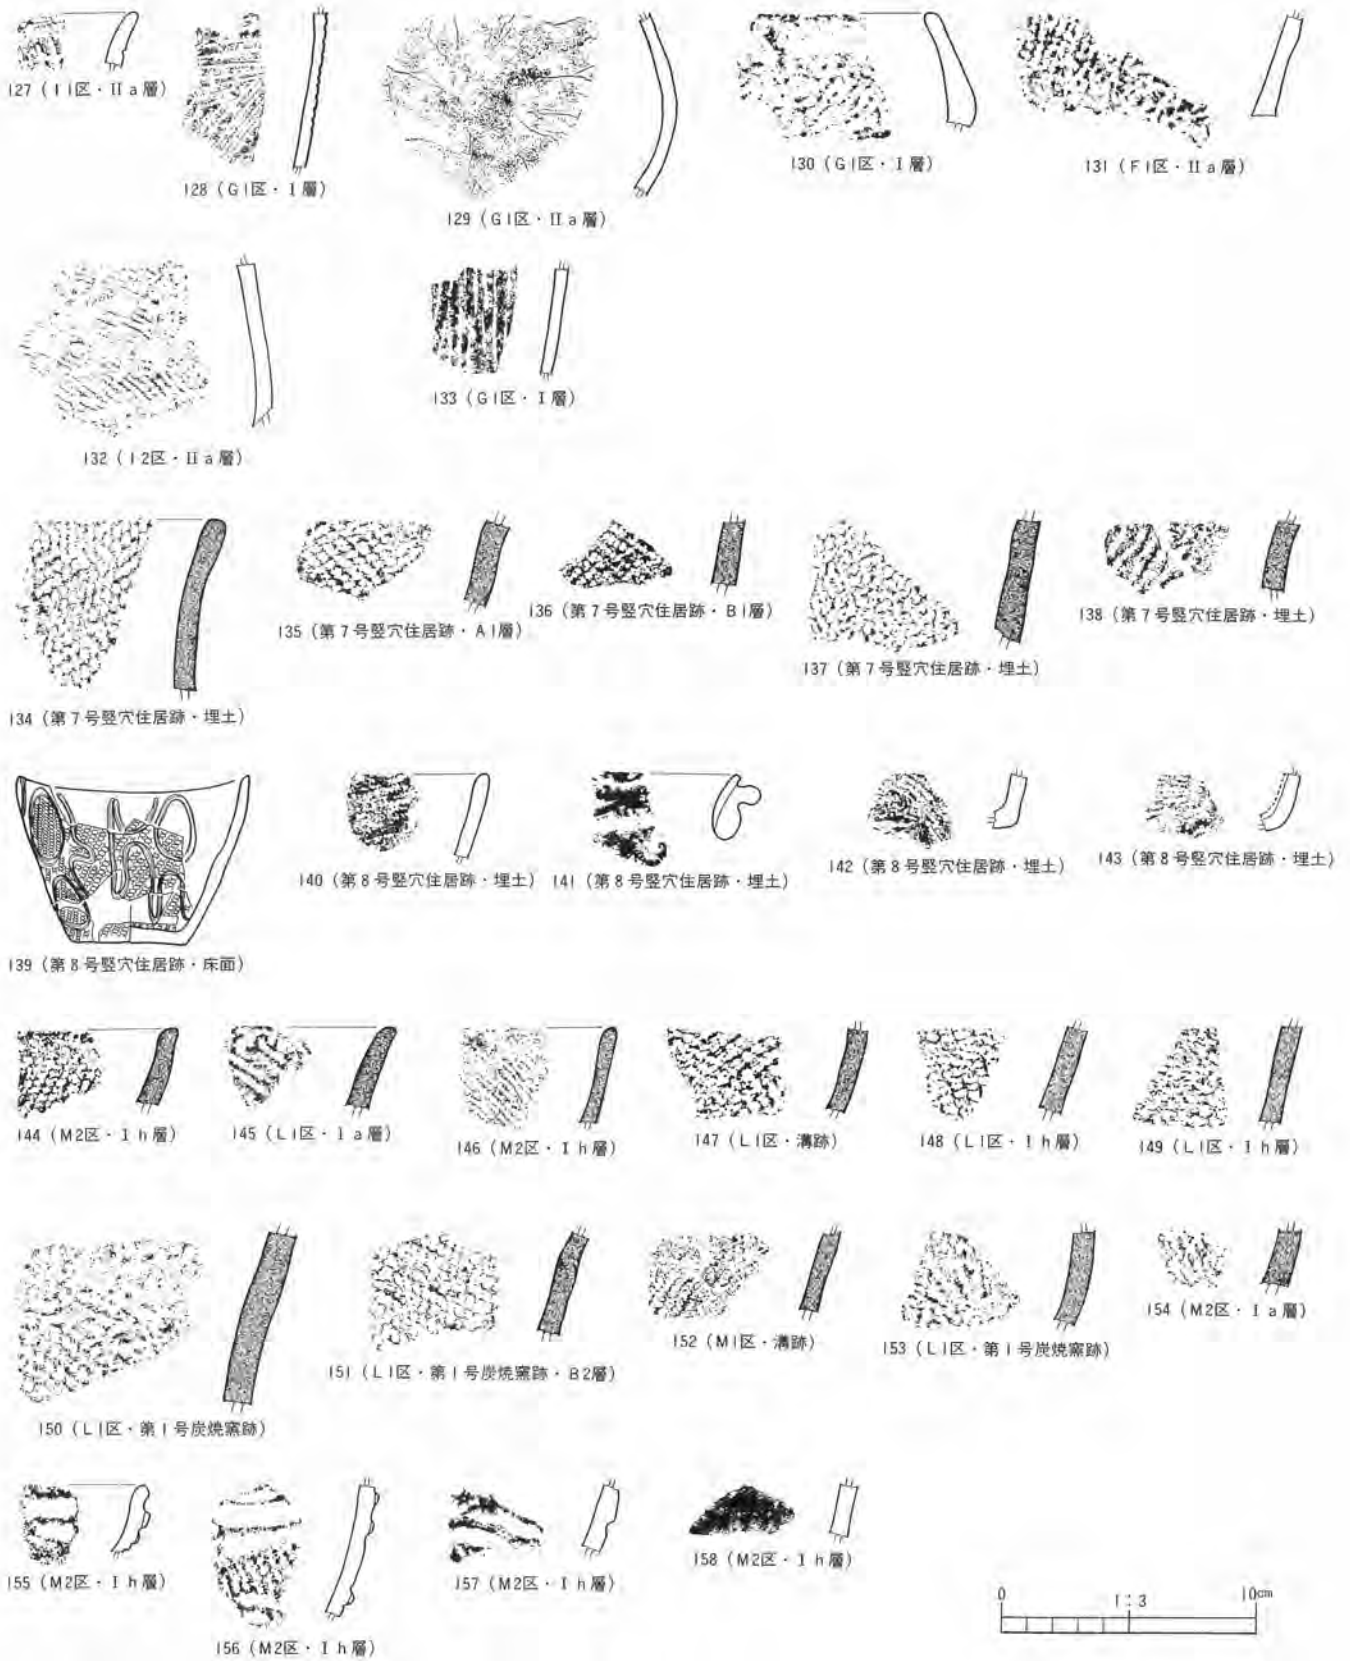 127（I1区・IIa層）
128（G1区・I層）
129（G1区・IIa層）
130（G1区・I層）
131（F1区・IIa層）
132（I2区・IIa層）
133（G1区・I層）
134（第7号竪穴住居跡・埋土）
135（第7号竪穴住居跡・A1層）
136（第7号竪穴住居跡・B1層）
137（第7号竪穴住居跡・埋土）
138（第7号竪穴住居跡・埋土）
139（第8号竪穴住居跡・床面）
140（第8号竪穴住居跡・埋土）
141（第8号竪穴住居跡・埋土）
142（第8号竪穴住居跡・埋土）
143（第8号竪穴住居跡・埋土）
144（M2区・Ih層）
145（L1区・Ia層）
146（M2区・Ih層）
147（L1区・溝跡）
148（L1区・Ih層）
149（L1区・Ih層）
150（L1区・第1号炭焼窯跡）
151（L1区・第1号炭焼窯跡・B2層）
152（M1区・溝跡）
153（L1区・第1号炭焼窯跡）
154（M2区・Ia層）
155（M2区・Ih層）
156（M2区・Ih層）
157（M2区・Ih層）
158（M2区・Ih層）
0 1:3 10cm